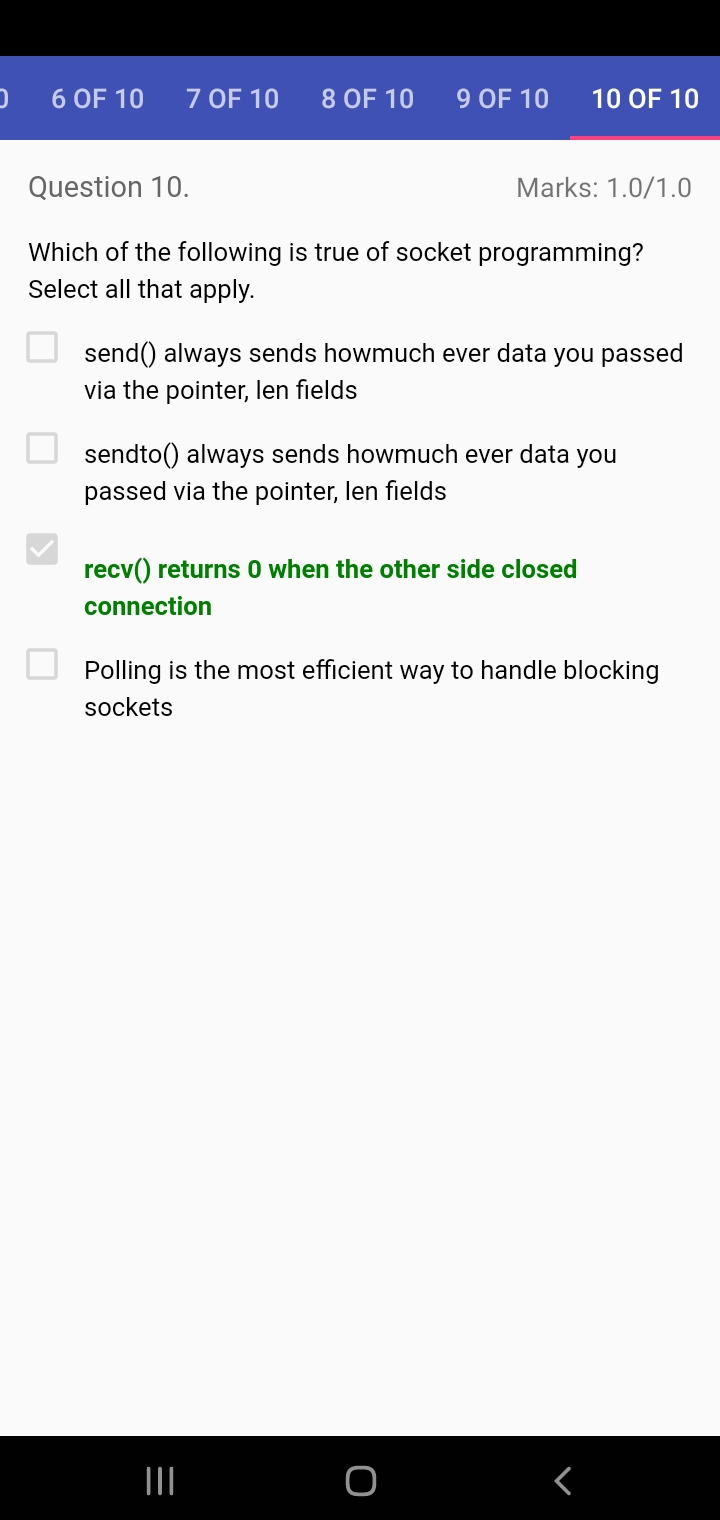 0 6 OF 10 7 OF 10 8 OF 10 9 OF 10 10 OF 10
Question 10. Marks: 1.0/1.0
Which of the following is true of socket programming?
Select all that apply.
send() always sends howmuch ever data you passed
via the pointer, len fields
sendto() always sends howmuch ever data you
passed via the pointer, len fields
recv() returns 0 when the other side closed
connection
Polling is the most efficient way to handle blocking
sockets